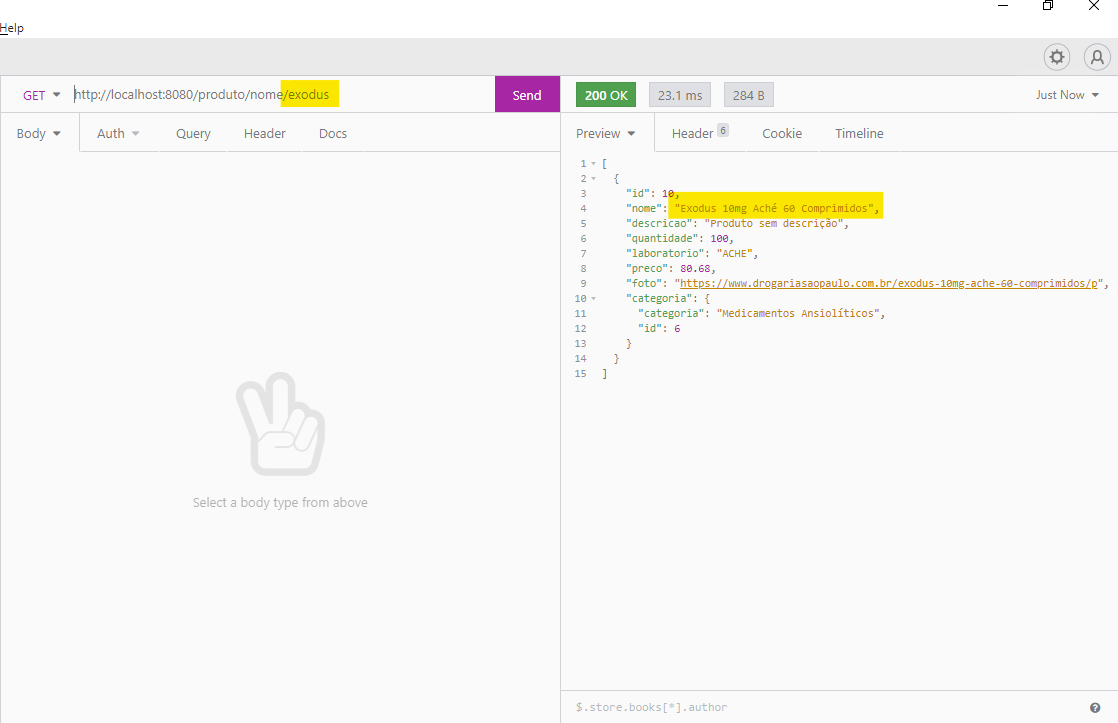 Help
GET http://localhost:8080/produto/nome/exodus Send
200 OK 23.1 ms 284 B Just Now
Body Auth Query Header Docs
Preview Header 6 Cookie Timeline
1 [
2 {
3 "id": 10,
4 "nome": "Exodus 10mg Aché 60 Comprimidos",
5 "descricao": "Produto sem descrição",
6 "quantidade": 100,
7 "laboratorio": "ACHE",
8 "preco": 80.68,
9 "foto": "https://www.drogariasaopaulo.com.br/exodus-10mg-ache-60-comprimidos/p",
10 "categoria": {
11 "categoria": "Medicamentos Ansiolíticos",
12 "id": 6
13 }
14 }
15 ]
Select a body type from above
$.store.books[*].author